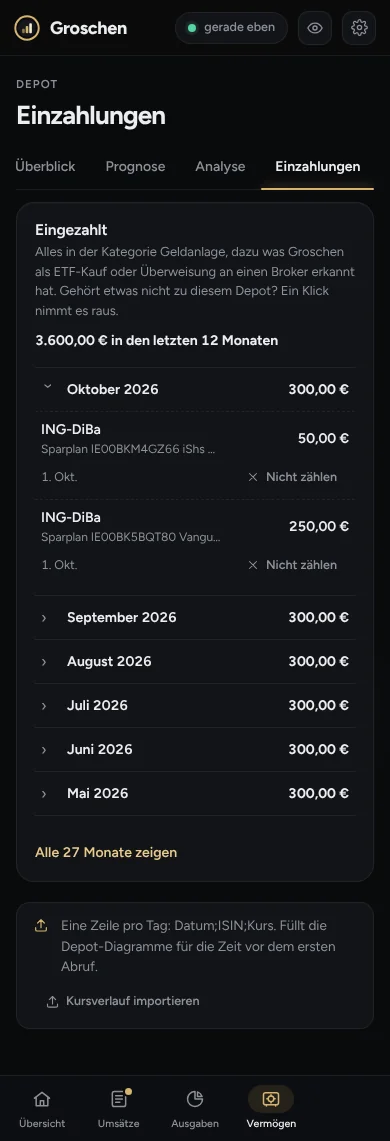 Groschen
gerade eben
DEPOT
Einzahlungen
Überblick Prognose Analyse Einzahlungen
Eingezahlt
Alles in der Kategorie Geldanlage, dazu was Groschen
als ETF-Kauf oder Überweisung an einen Broker erkannt
hat. Gehört etwas nicht zu diesem Depot? Ein Klick
nimmt es raus.
3.600,00 € in den letzten 12 Monaten
Oktober 2026 300,00 €
ING-DiBa 50,00 €
Sparplan IE00BKM4GZ66 iShs ...
1. Okt. Nicht zählen
ING-DiBa 250,00 €
Sparplan IE00BK5BQT80 Vangu...
1. Okt. Nicht zählen
September 2026 300,00 €
August 2026 300,00 €
Juli 2026 300,00 €
Juni 2026 300,00 €
Mai 2026 300,00 €
Alle 27 Monate zeigen
Eine Zeile pro Tag: Datum;ISIN;Kurs. Füllt die
Depot-Diagramme für die Zeit vor dem ersten
Abruf.
Kursverlauf importieren
Übersicht Umsätze Ausgaben Vermögen